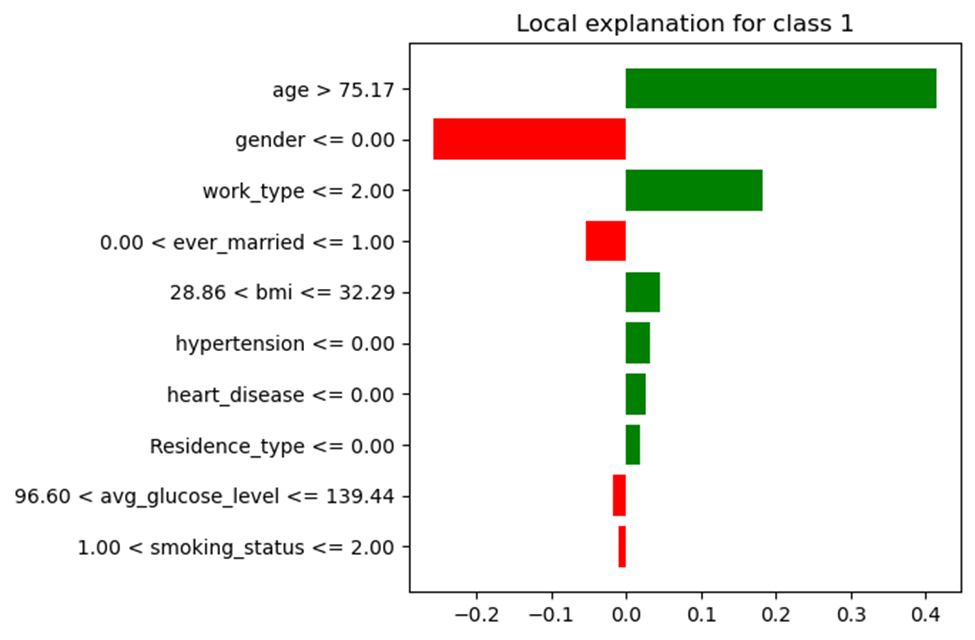 Local explanation for class 1
age > 75.17
gender <= 0.00
work_type <= 2.00
0.00 < ever_married <= 1.00
28.86 < bmi <= 32.29
hypertension <= 0.00
heart_disease <= 0.00
Residence_type <= 0.00
96.60 < avg_glucose_level <= 139.44
1.00 < smoking_status <= 2.00
−0.2 −0.1 0.0 0.1 0.2 0.3 0.4